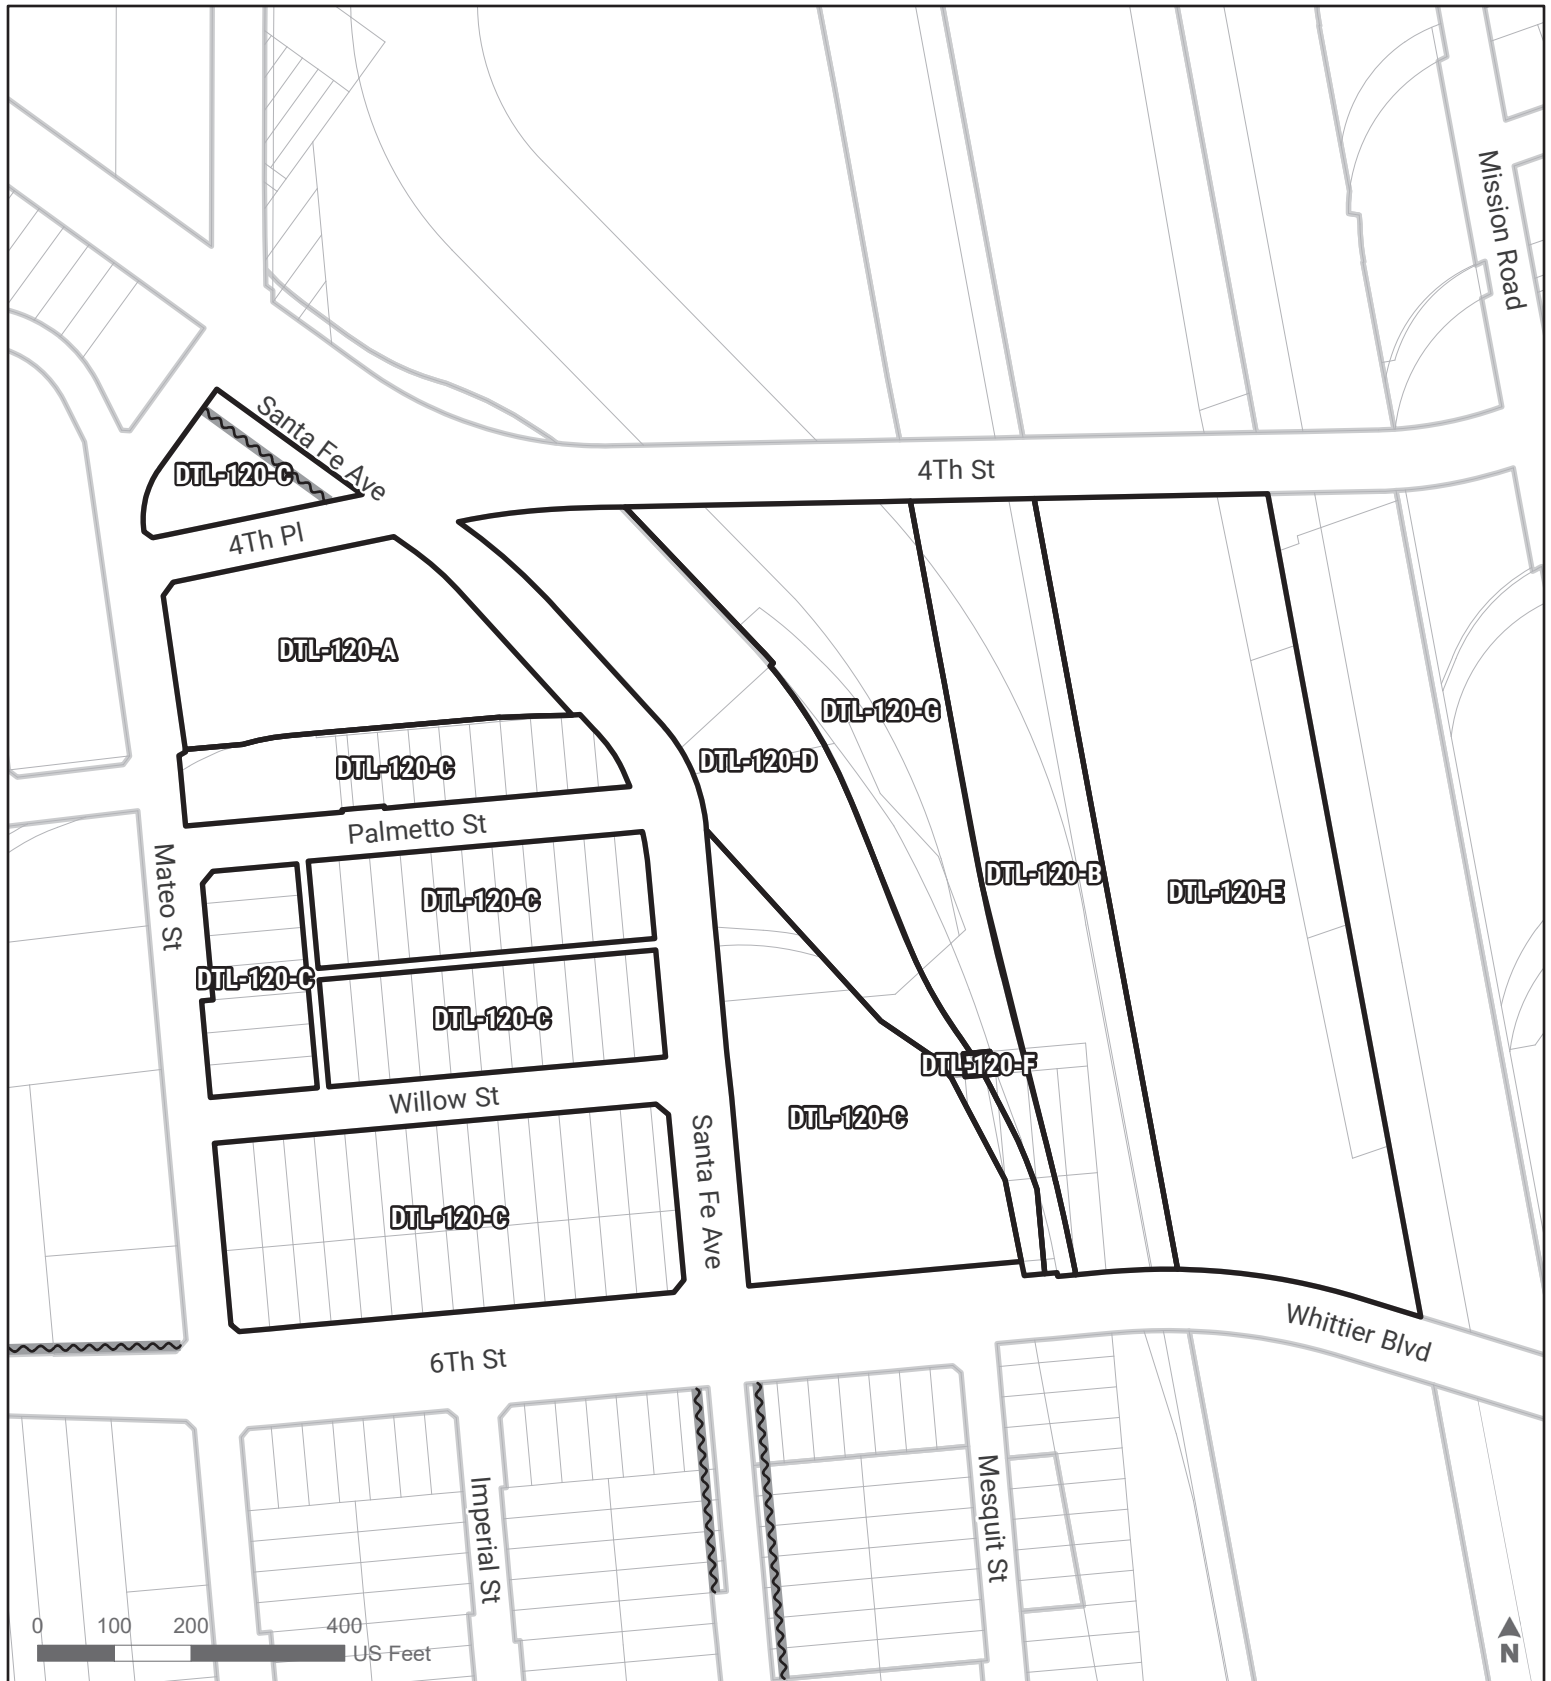 Mission Road
Santa Fe Ave
4Th St
DTL-120-C
4Th Pl
DTL-120-A
DTL-120-G
DTL-120-D
DTL-120-C
Palmetto St
Mateo St
DTL-120-B
DTL-120-E
DTL-120-C
DTL-120-C
DTL-120-C
DTL-120-F
Willow St
DTL-120-C
Santa Fe Ave
DTL-120-C
Whittier Blvd
6Th St
Imperial St
Mesquit St
0 100 200 400
US Feet
N